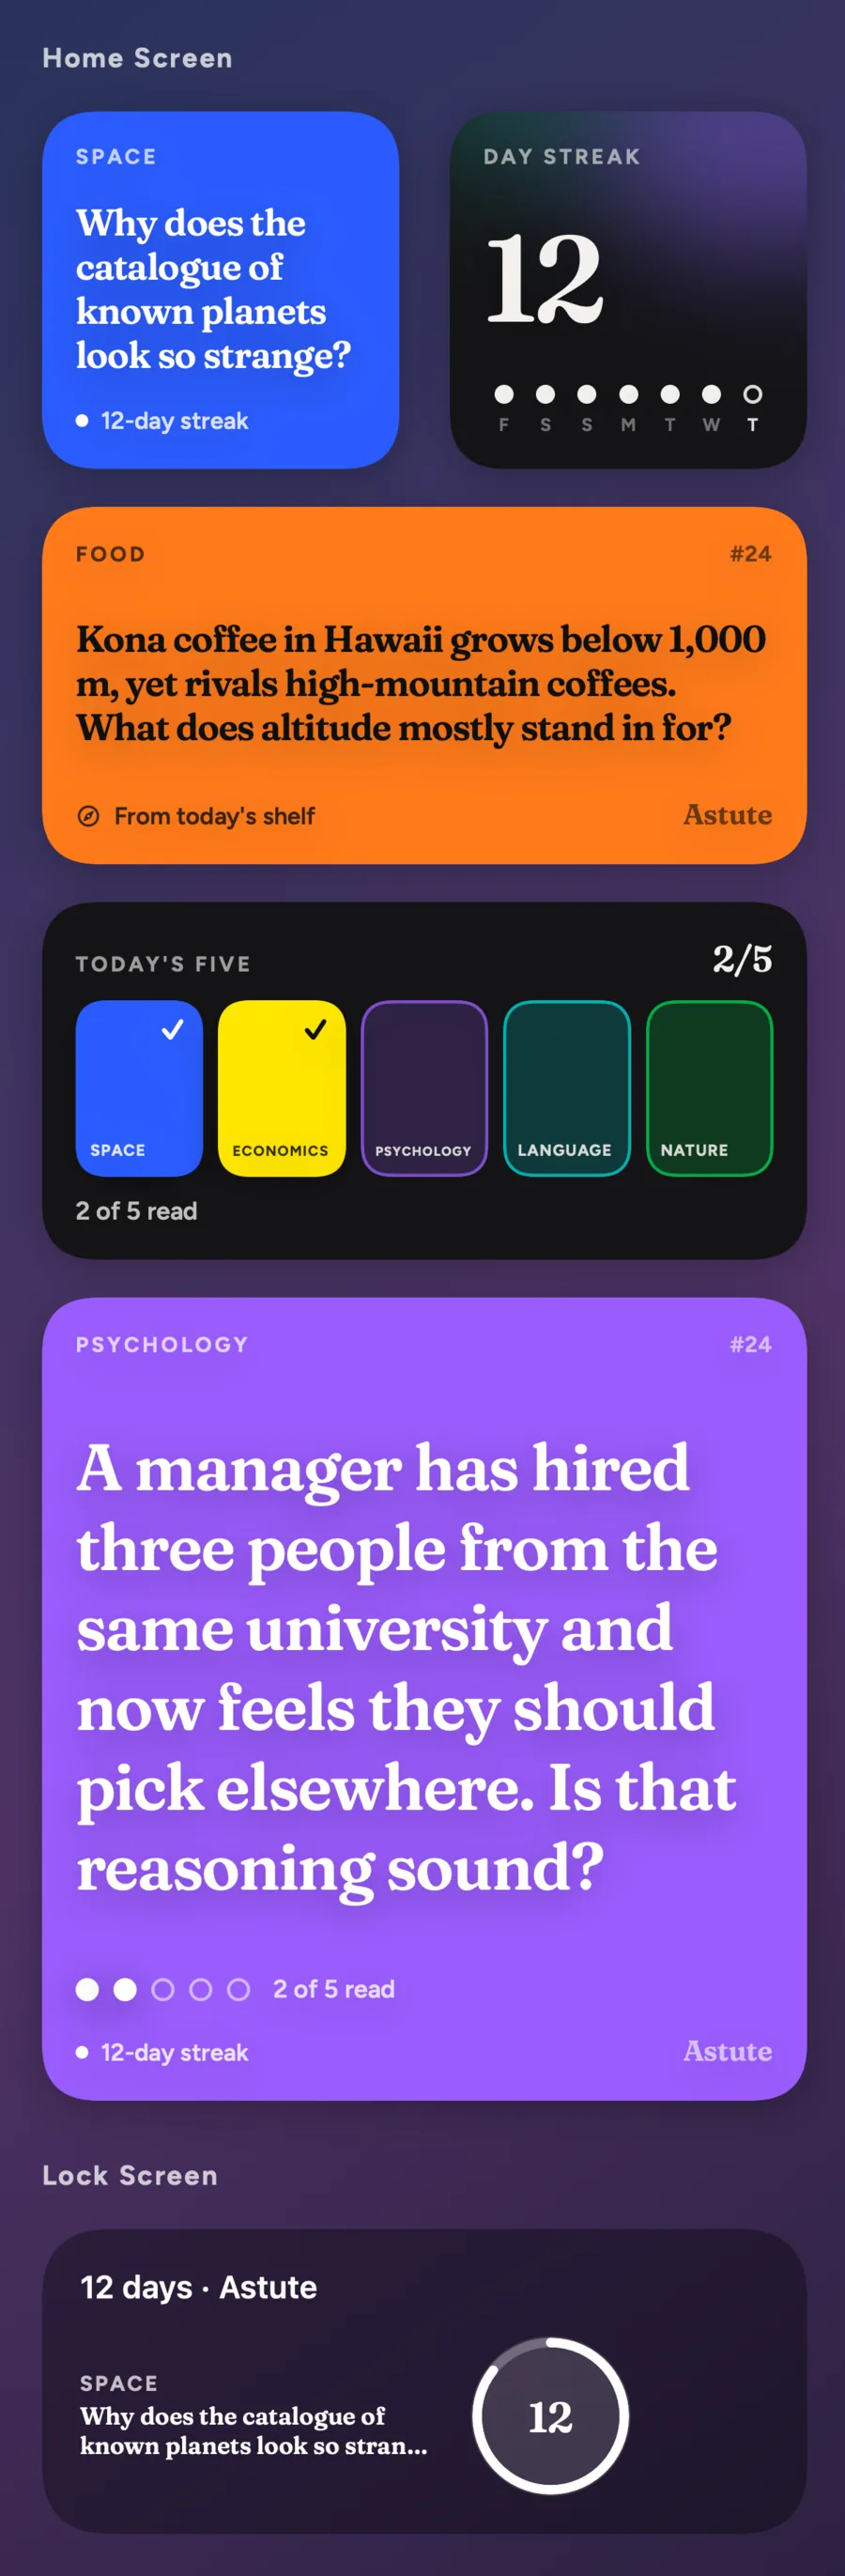 Home Screen
SPACE
Why does the
catalogue of
known planets
look so strange?
12-day streak
DAY STREAK
12
F S S M T W T
FOOD
#24
Kona coffee in Hawaii grows below 1,000
m, yet rivals high-mountain coffees.
What does altitude mostly stand in for?
From today's shelf
Astute
TODAY'S FIVE
2/5
SPACE
ECONOMICS
PSYCHOLOGY
LANGUAGE
NATURE
2 of 5 read
PSYCHOLOGY
#24
A manager has hired
three people from the
same university and
now feels they should
pick elsewhere. Is that
reasoning sound?
2 of 5 read
12-day streak
Astute
Lock Screen
12 days · Astute
SPACE
Why does the catalogue of
known planets look so stran...
12